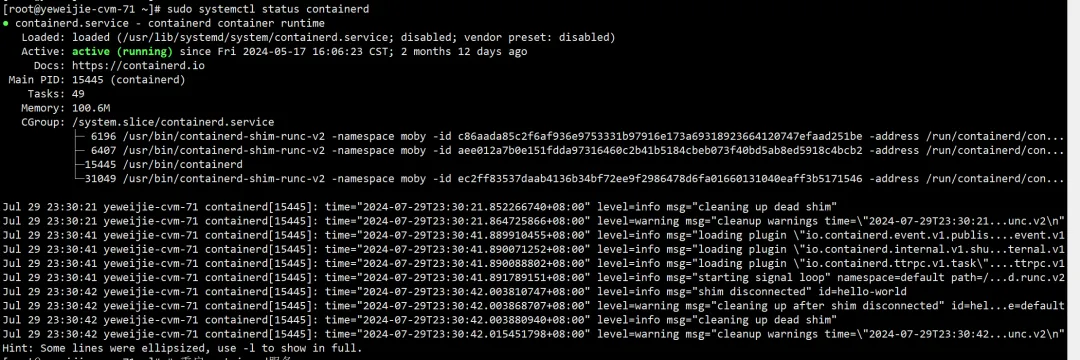 [root@yeweijie-cvm-71 ~]# sudo systemctl status containerd
● containerd.service - containerd container runtime
Loaded: loaded (/usr/lib/systemd/system/containerd.service; disabled; vendor preset: disabled)
Active: active (running) since Fri 2024-05-17 16:06:23 CST; 2 months 12 days ago
Docs: https://containerd.io
Main PID: 15445 (containerd)
Tasks: 49
Memory: 100.6M
CGroup: /system.slice/containerd.service
├─ 6196 /usr/bin/containerd-shim-runc-v2 -namespace moby -id c86aada85c2f6af936e9753331b97916e173a69318923664120747efaad251be -address /run/containerd/con...
├─ 6407 /usr/bin/containerd-shim-runc-v2 -namespace moby -id aee012a7b0e151fdda97316460c2b41b5184cbeb073f40bd5ab8ed5918c4bcb2 -address /run/containerd/con...
├─15445 /usr/bin/containerd
└─31049 /usr/bin/containerd-shim-runc-v2 -namespace moby -id ec2ff83537daab4136b34bf72ee9f2986478d6fa01660131040eaff3b5171546 -address /run/containerd/con...
Jul 29 23:30:21 yeweijie-cvm-71 containerd[15445]: time="2024-07-29T23:30:21.852266740+08:00" level=info msg="cleaning up dead shim"
Jul 29 23:30:21 yeweijie-cvm-71 containerd[15445]: time="2024-07-29T23:30:21.864725866+08:00" level=warning msg="cleanup warnings time=\"2024-07-29T23:30:21...unc.v2\n"
Jul 29 23:30:41 yeweijie-cvm-71 containerd[15445]: time="2024-07-29T23:30:41.889910455+08:00" level=info msg="loading plugin \"io.containerd.event.v1.publis....event.v1
Jul 29 23:30:41 yeweijie-cvm-71 containerd[15445]: time="2024-07-29T23:30:41.890071252+08:00" level=info msg="loading plugin \"io.containerd.internal.v1.shu...ternal.v1
Jul 29 23:30:41 yeweijie-cvm-71 containerd[15445]: time="2024-07-29T23:30:41.890088802+08:00" level=info msg="loading plugin \"io.containerd.ttrpc.v1.task\"....ttrpc.v1
Jul 29 23:30:41 yeweijie-cvm-71 containerd[15445]: time="2024-07-29T23:30:41.891789151+08:00" level=info msg="starting signal loop" namespace=default path=/...d.runc.v2
Jul 29 23:30:42 yeweijie-cvm-71 containerd[15445]: time="2024-07-29T23:30:42.003810747+08:00" level=info msg="shim disconnected" id=hello-world
Jul 29 23:30:42 yeweijie-cvm-71 containerd[15445]: time="2024-07-29T23:30:42.003868707+08:00" level=warning msg="cleaning up after shim disconnected" id=hel...e=default
Jul 29 23:30:42 yeweijie-cvm-71 containerd[15445]: time="2024-07-29T23:30:42.003880940+08:00" level=info msg="cleaning up dead shim"
Jul 29 23:30:42 yeweijie-cvm-71 containerd[15445]: time="2024-07-29T23:30:42.015451798+08:00" level=warning msg="cleanup warnings time=\"2024-07-29T23:30:42...unc.v2\n"
Hint: Some lines were ellipsized, use -l to show in full.